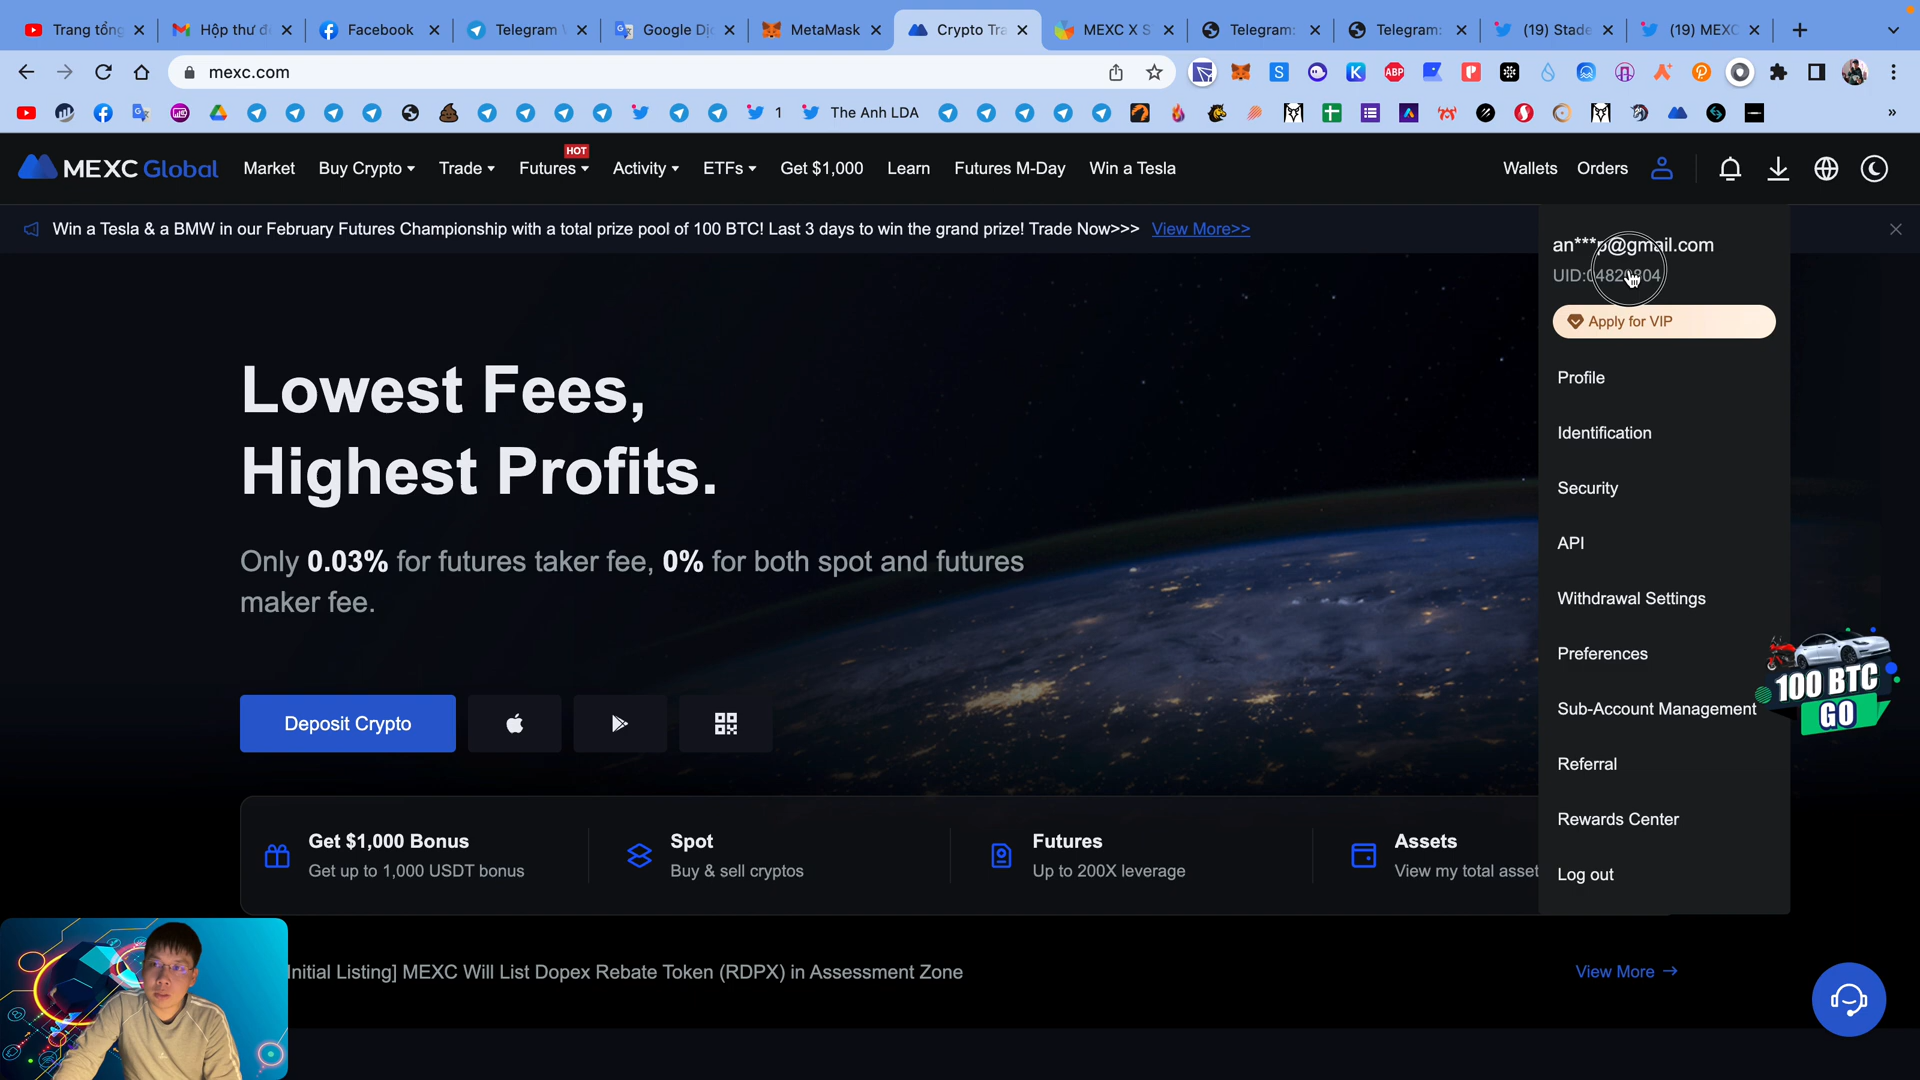 Trang tổng
Hộp thư đ
Facebook
Telegram
Google Dị
MetaMask
Crypto Tra
MEXC X S
Telegram:
Telegram:
(19) Stade
(19) MEXC
mexc.com
1
The Anh LDA
MEXC Global
Market
Buy Crypto
Trade
Futures
HOT
Activity
ETFs
Get $1,000
Learn
Futures M-Day
Win a Tesla
Wallets
Orders
Win a Tesla & a BMW in our February Futures Championship with a total prize pool of 100 BTC! Last 3 days to win the grand prize! Trade Now>>> View More>>
an***p@gmail.com
Apply for VIP
Profile
Identification
Security
API
Withdrawal Settings
Preferences
Sub-Account Management
Referral
Rewards Center
Log out
Lowest Fees,
Highest Profits.
Only 0.03% for futures taker fee, 0% for both spot and futures
maker fee.
Deposit Crypto
100 BTC
GO
Get $1,000 Bonus
Get up to 1,000 USDT bonus
Spot
Buy & sell cryptos
Futures
Up to 200X leverage
Assets
View my total asset
Initial Listing] MEXC Will List Dopex Rebate Token (RDPX) in Assessment Zone
View More